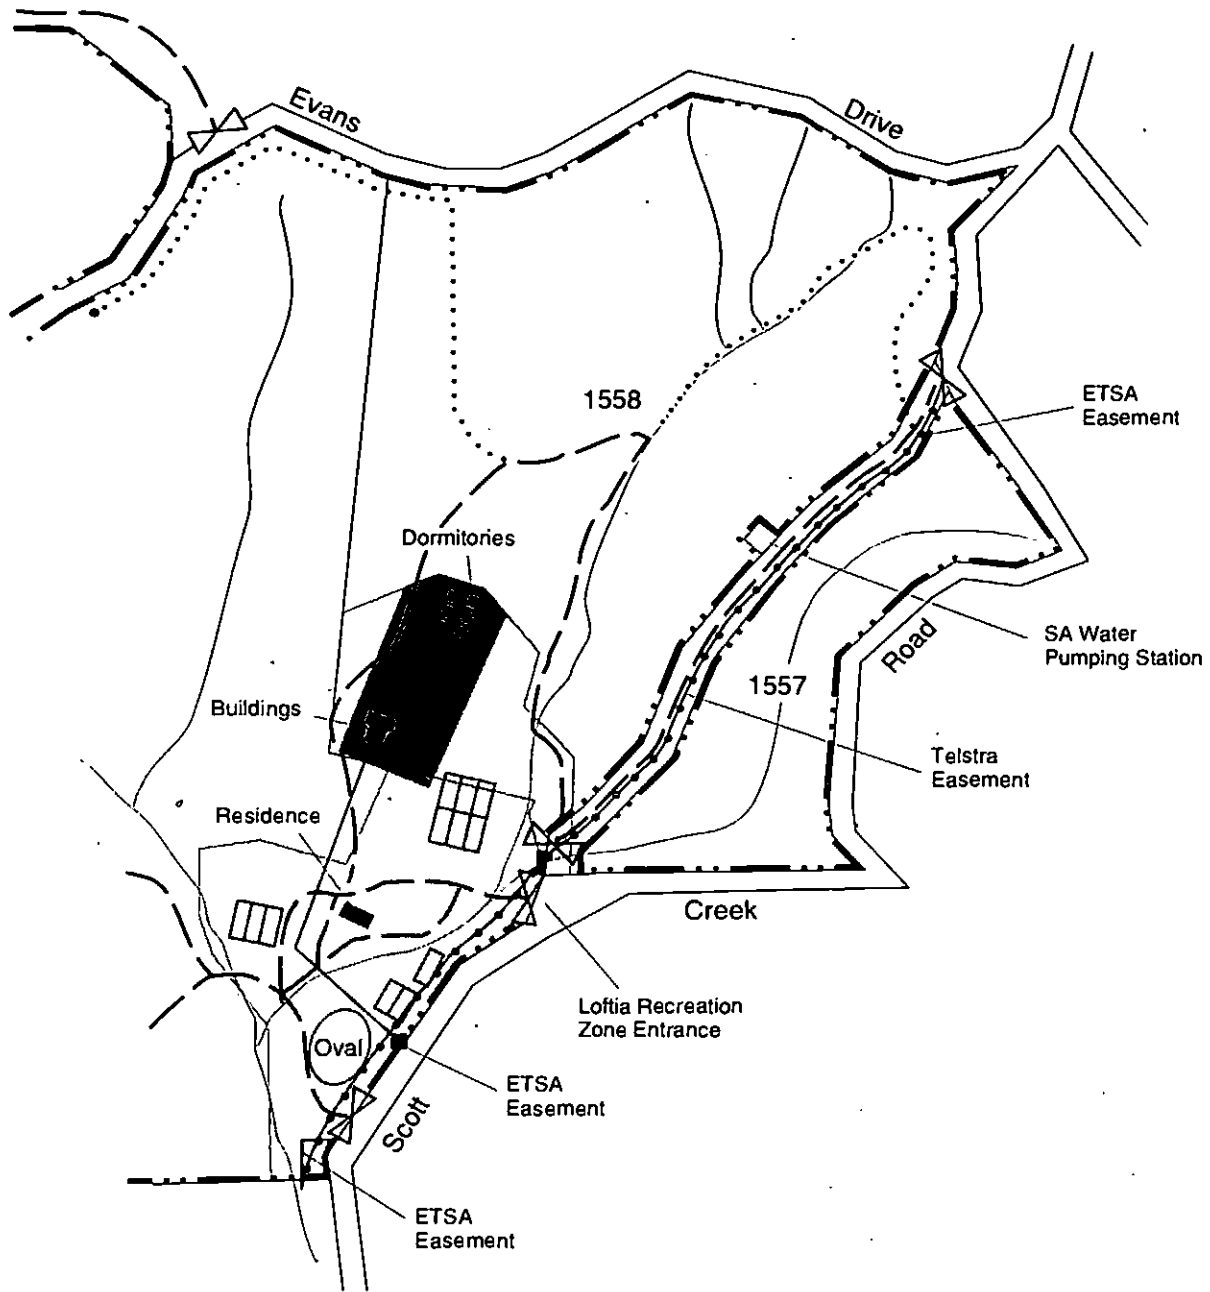 Evans
Drive
1558
ETSA
Easement
Dormitories
SA Water
Pumping Station
Road
1557
Buildings
Telstra
Easement
Residence
Creek
Loftia Recreation
Zone Entrance
Oval
ETSA
Easement
Scott
ETSA
Easement